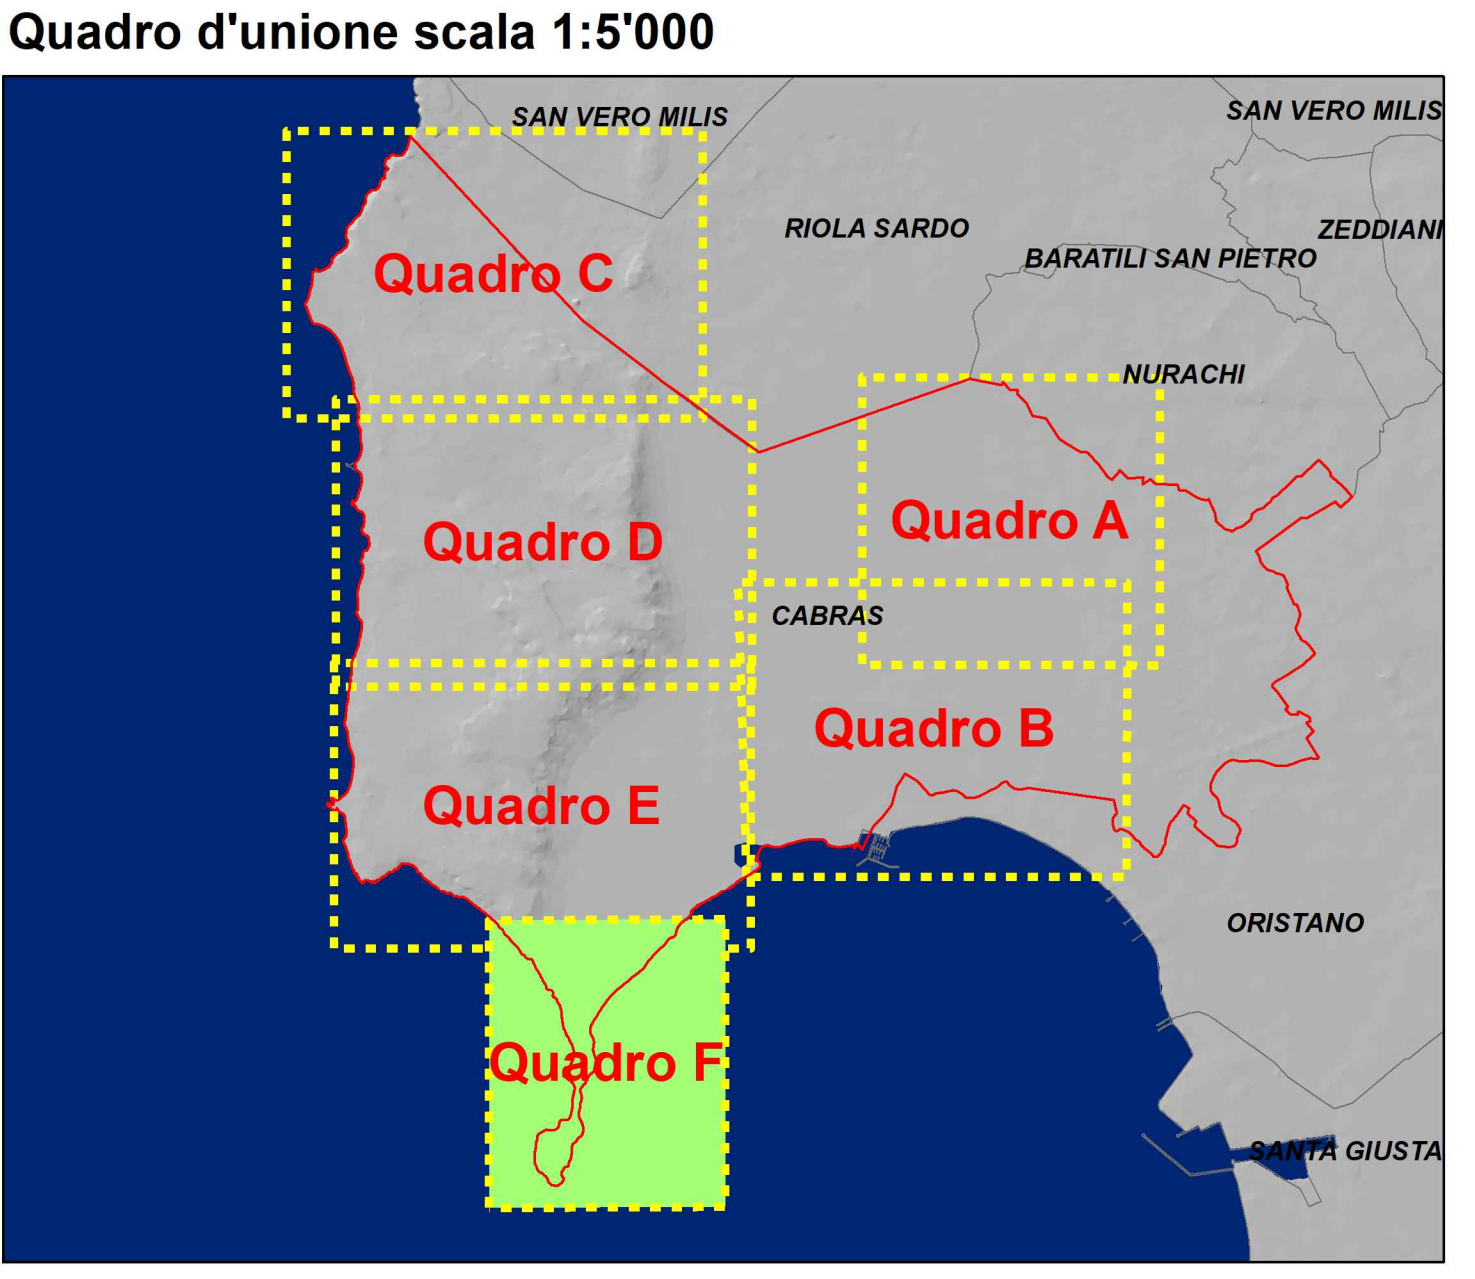 Quadro d'unione scala 1:5'000
SAN VERO MILIS
SAN VERO MILIS
RIOLA SARDO
ZEDDIANI
BARATILI SAN PIETRO
Quadro C
NURACHI
Quadro A
Quadro D
CABRAS
Quadro B
Quadro E
ORISTANO
Quadro F
SANTA GIUSTA